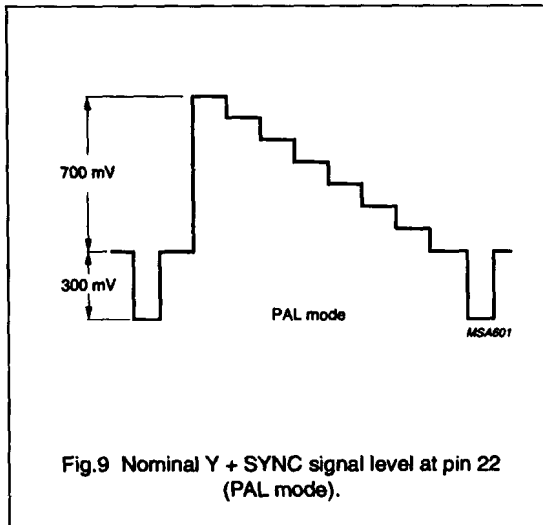 700 mV
300 mV
PAL mode
MSA601
Fig.9 Nominal Y + SYNC signal level at pin 22
(PAL mode).